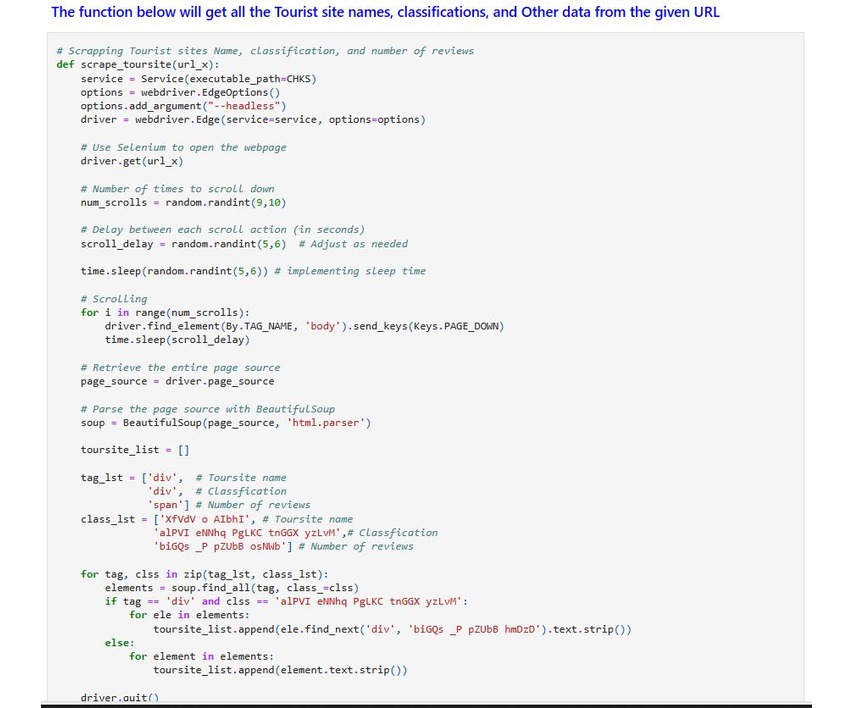 The function below will get all the Tourist site names, classifications, and Other data from the given URL
# Scrapping Tourist sites Name, classification, and number of reviews
def scrape_toursite(url_x):
    service = Service(executable_path=CHKS)
    options = webdriver.EdgeOptions()
    options.add_argument("--headless")
    driver = webdriver.Edge(service=service, options=options)
    # Use Selenium to open the webpage
    driver.get(url_x)
    # Number of times to scroll down
    num_scrolls = random.randint(9,10)
    # Delay between each scroll action (in seconds)
    scroll_delay = random.randint(5,6)  # Adjust as needed
    time.sleep(random.randint(5,6)) # implementing sleep time
    # Scrolling
    for i in range(num_scrolls):
        driver.find_element(By.TAG_NAME, 'body').send_keys(Keys.PAGE_DOWN)
        time.sleep(scroll_delay)
    # Retrieve the entire page source
    page_source = driver.page_source
    # Parse the page source with BeautifulSoup
    soup = BeautifulSoup(page_source, 'html.parser')
    toursite_list = []
    tag_lst = ['div',  # Toursite name
               'div',  # Classfication
               'span'] # Number of reviews
    class_lst = ['XfVdV o AIbhI', # Toursite name
                'alPVI eNNhq PgLKC tnGGX yzLvM',# Classfication
                'biGQs _P pZUbB osNWb'] # Number of reviews
    for tag, clss in zip(tag_lst, class_lst):
        elements = soup.find_all(tag, class_=clss)
        if tag == 'div' and clss == 'alPVI eNNhq PgLKC tnGGX yzLvM':
            for ele in elements:
                toursite_list.append(ele.find_next('div', 'biGQs _P pZUbB hmDzD').text.strip())
        else:
            for element in elements:
                toursite_list.append(element.text.strip())
    driver.quit()